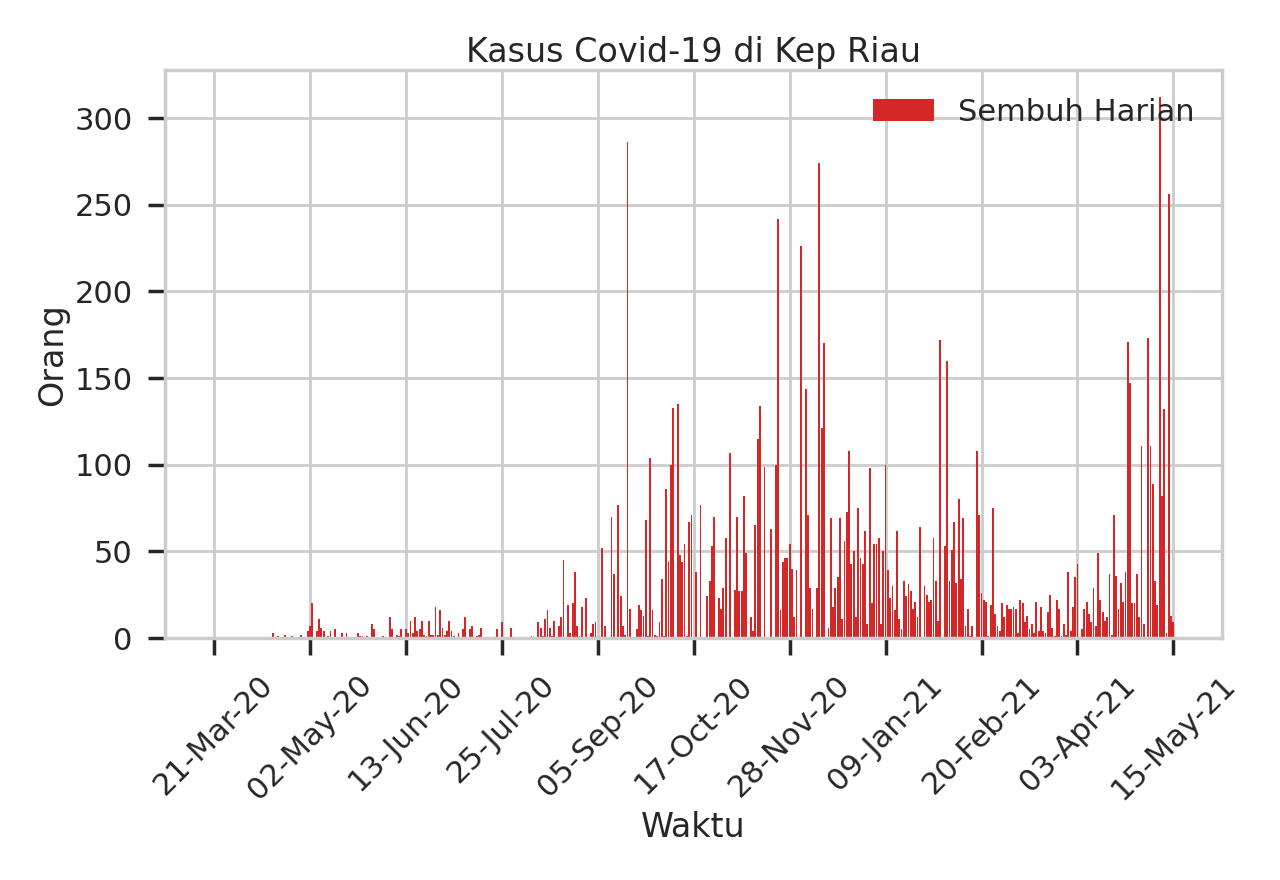 Kasus Covid-19 di Kep Riau
Sembuh Harian
Orang
300
250
200
150
100
50
0
21-Mar-20
02-May-20
13-Jun-20
25-Jul-20
05-Sep-20
17-Oct-20
28-Nov-20
09-Jan-21
20-Feb-21
03-Apr-21
15-May-21
Waktu